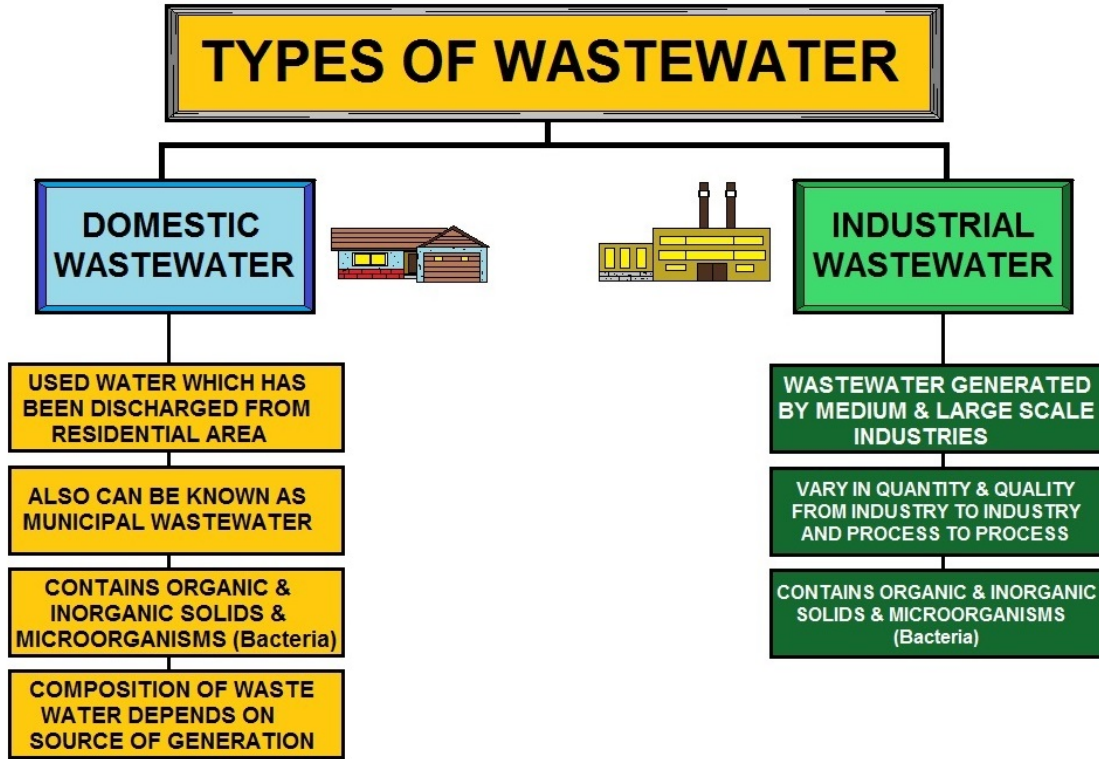 TYPES OF WASTEWATER
DOMESTIC
WASTEWATER
USED WATER WHICH HAS
BEEN DISCHARGED FROM
RESIDENTIAL AREA
ALSO CAN BE KNOWN AS
MUNICIPAL WASTEWATER
CONTAINS ORGANIC &
INORGANIC SOLIDS &
MICROORGANISMS (Bacteria)
COMPOSITION OF WASTE
WATER DEPENDS ON
SOURCE OF GENERATION
INDUSTRIAL
WASTEWATER
WASTEWATER GENERATED
BY MEDIUM & LARGE SCALE
INDUSTRIES
VARY IN QUANTITY & QUALITY
FROM INDUSTRY TO INDUSTRY
AND PROCESS TO PROCESS
CONTAINS ORGANIC & INORGANIC
SOLIDS & MICROORGANISMS
(Bacteria)